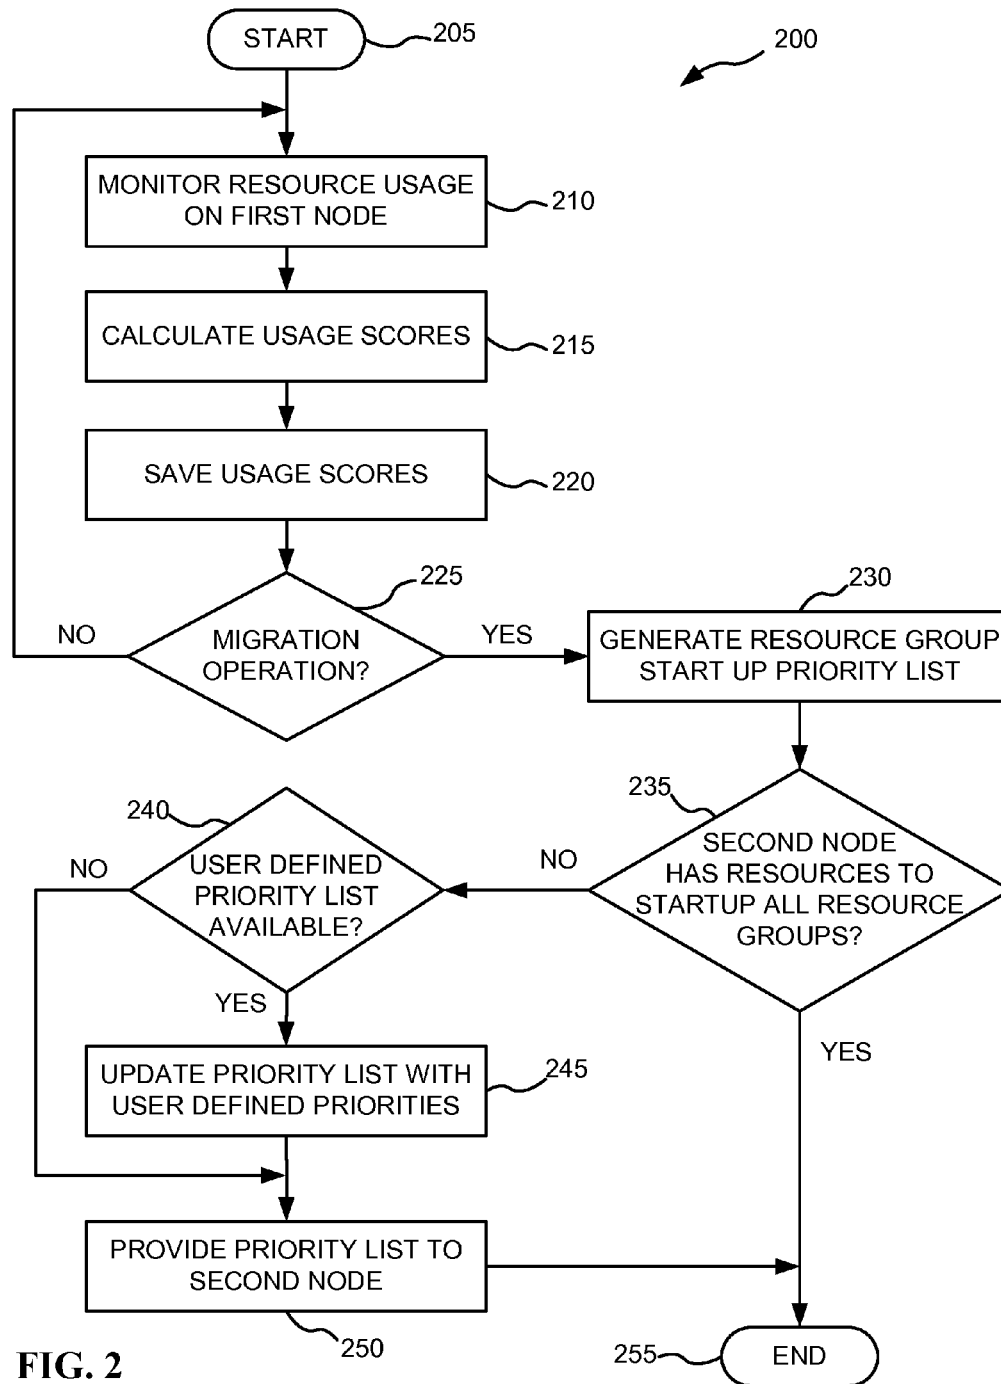 START
205
200
MONITOR RESOURCE USAGE
ON FIRST NODE
210
CALCULATE USAGE SCORES
215
SAVE USAGE SCORES
220
225
MIGRATION
OPERATION?
NO
YES
230
GENERATE RESOURCE GROUP
START UP PRIORITY LIST
235
SECOND NODE
HAS RESOURCES TO
STARTUP ALL RESOURCE
GROUPS?
NO
YES
240
USER DEFINED
PRIORITY LIST
AVAILABLE?
NO
YES
UPDATE PRIORITY LIST WITH
USER DEFINED PRIORITIES
245
PROVIDE PRIORITY LIST TO
SECOND NODE
250
255
END
FIG. 2